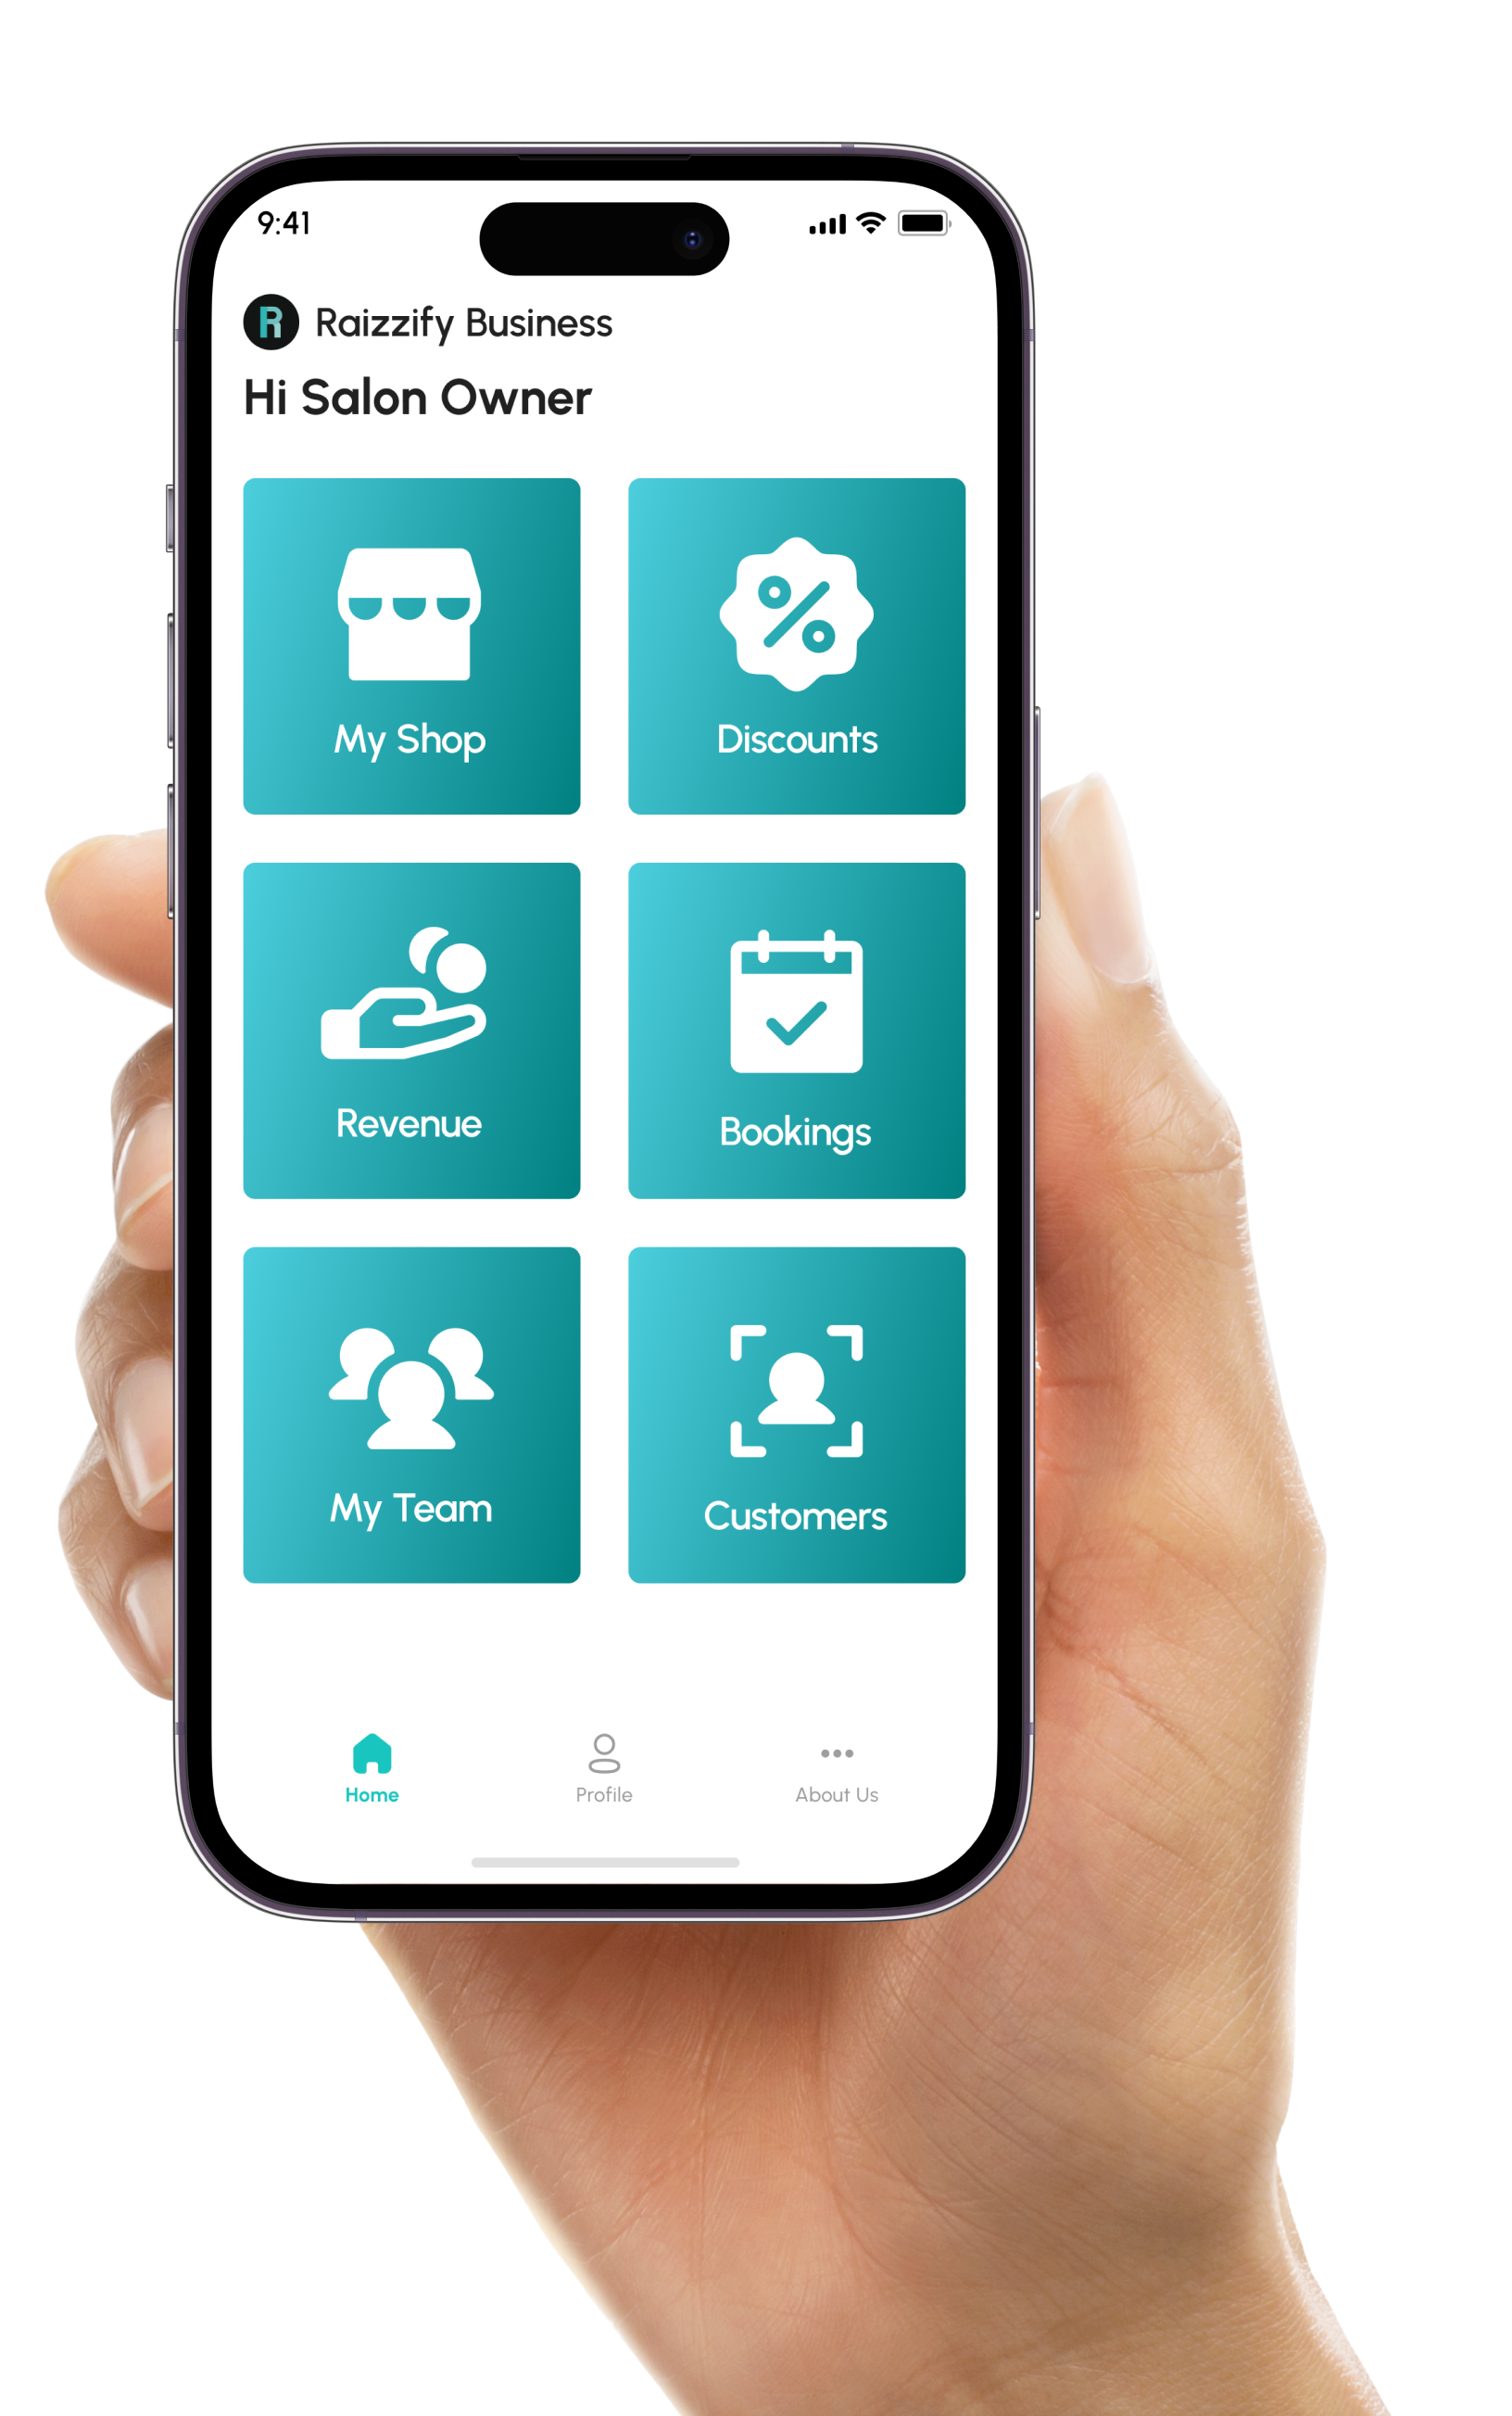 9:41
R
Raizzify Business
Hi Salon Owner
My Shop
Discounts
Revenue
Bookings
My Team
Customers
Home
Profile
About Us